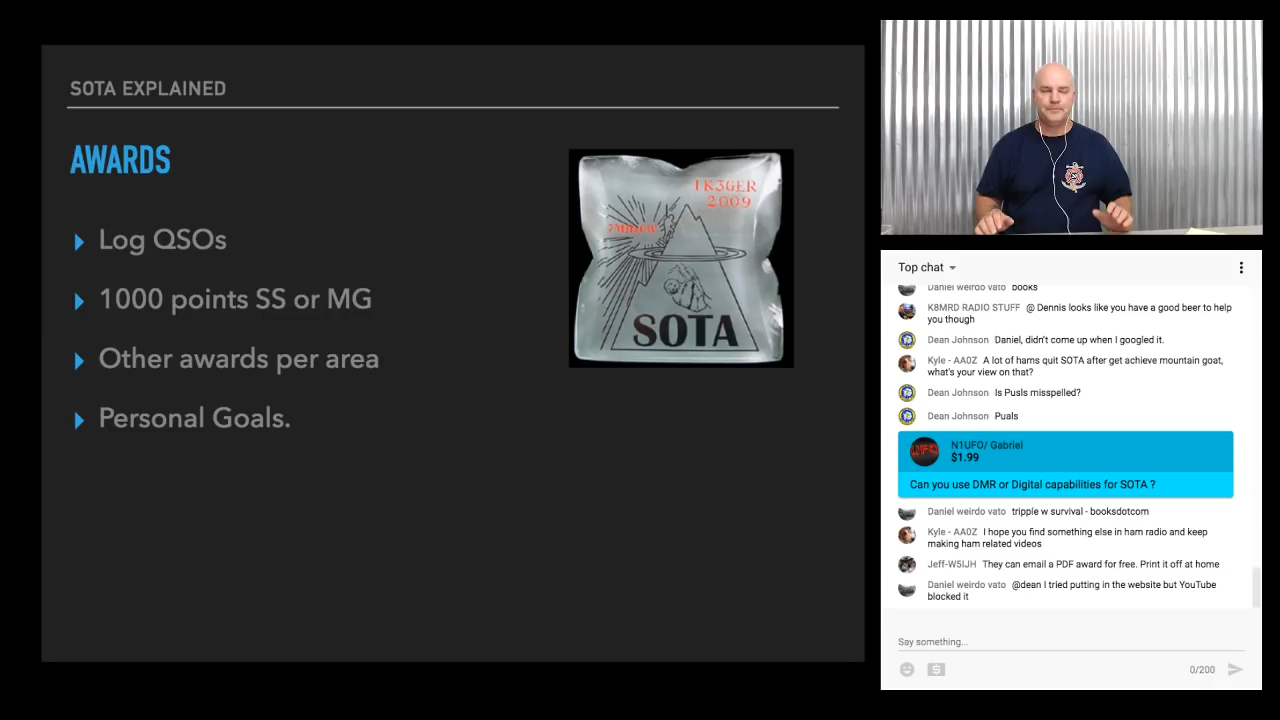 SOTA EXPLAINED
AWARDS
Log QSOs
1000 points SS or MG
Other awards per area
Personal Goals.
1K3GER
2009
SOTA
Top chat
Daniel weirdo vato books
K8MRD RADIO STUFF @ Dennis looks like you have a good beer to help
you though
Dean Johnson Daniel, didn't come up when I googled it.
Kyle - AA0Z A lot of hams quit SOTA after get achieve mountain goat,
what's your view on that?
Dean Johnson Is Pusls misspelled?
Dean Johnson Puals
N1UFO/ Gabriel
$1.99
Can you use DMR or Digital capabilities for SOTA ?
Daniel weirdo vato tripple w survival - booksdotcom
Kyle - AA0Z I hope you find something else in ham radio and keep
making ham related videos
Jeff-W5IJH They can email a PDF award for free. Print it off at home
Daniel weirdo vato @dean I tried putting in the website but YouTube
blocked it
Say something...
0/200